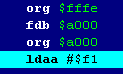 org $fffe
fdb $a000
org $a000
ldaa #$f1